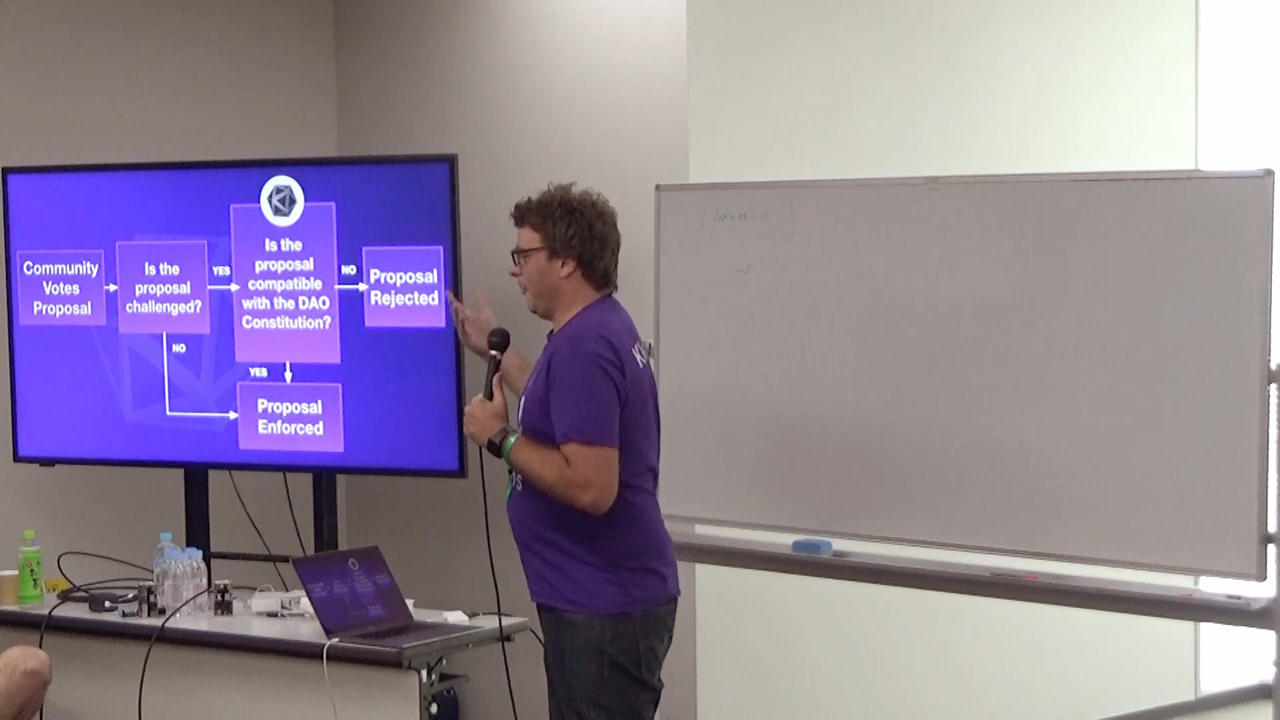 Community
Votes
Proposal
Is the
proposal
challenged?
YES
NO
Is the
proposal
compatible
with the DAO
Constitution?
NO
Proposal
Rejected
YES
Proposal
Enforced